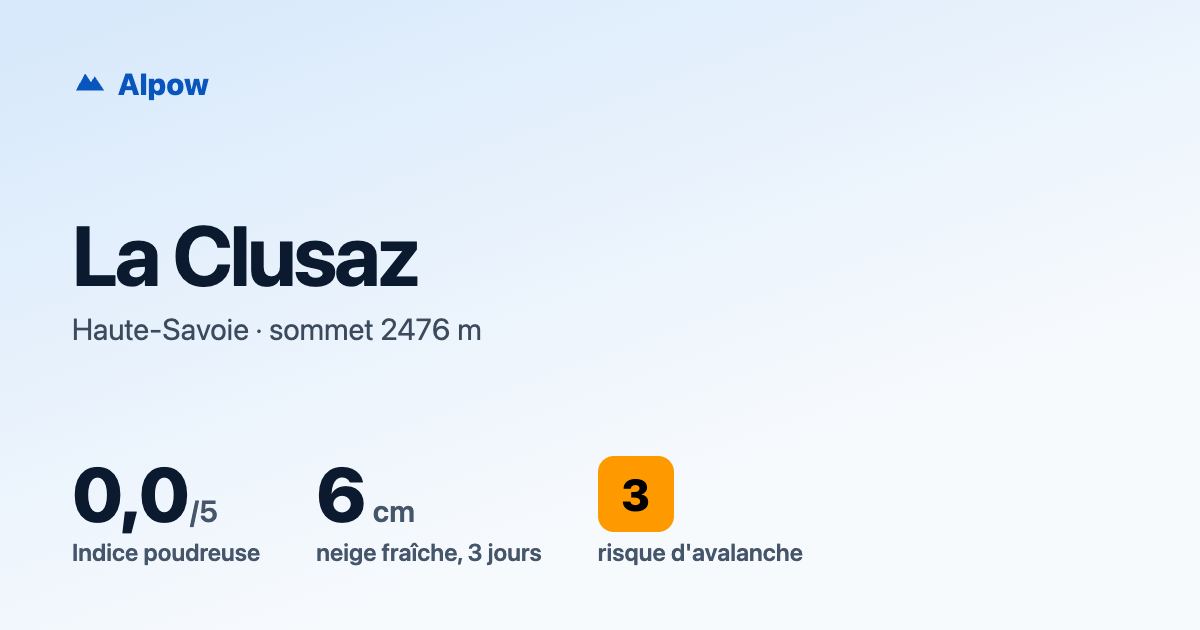 Alpow
La Clusaz
Haute-Savoie · sommet 2476 m
0,0/5
Indice poudreuse
6 cm
neige fraîche, 3 jours
3
risque d'avalanche